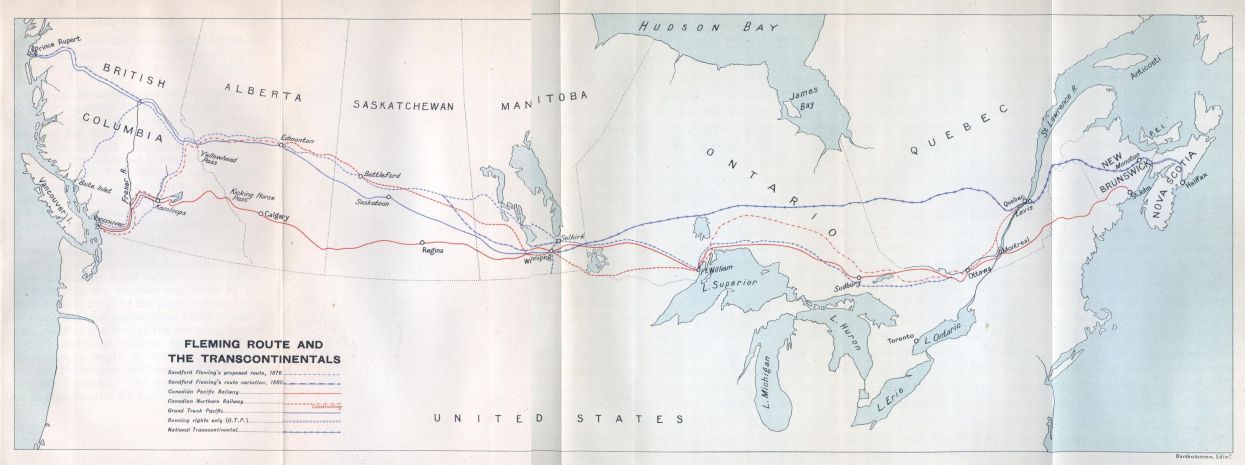 HUDSON BAY
Prince Rupert
BRITISH
COLUMBIA
ALBERTA
SASKATCHEWAN
MANITOBA
James
Bay
ONTARIO
QUEBEC
St Lawrence R.
Anticosti
P.E.I.
NEW
BRUNSWICK
Moncton
St John
NOVA SCOTIA
Halifax
Edmonton
Yellowhead
Pass
Battleford
Saskatoon
Bute Inlet
Fraser R.
Kicking Horse
Pass
Vancouver
Vancouver
Kamloops
Calgary
Regina
Selkirk
Winnipeg
Ft William
L. Superior
Sudbury
Ottawa
Montreal
Quebec
Levis
Toronto
L. Ontario
L. Huron
L. Michigan
L. Erie
FLEMING ROUTE AND
THE TRANSCONTINENTALS
Sandford Fleming's proposed route, 1876
Sandford Fleming's route variation, 1880
Canadian Pacific Railway
Canadian Northern Railway
Constructing
Grand Trunk Pacific
Running rights only (G.T.P.)
National Transcontinental
UNITED STATES
Bartholomew, Edinr.